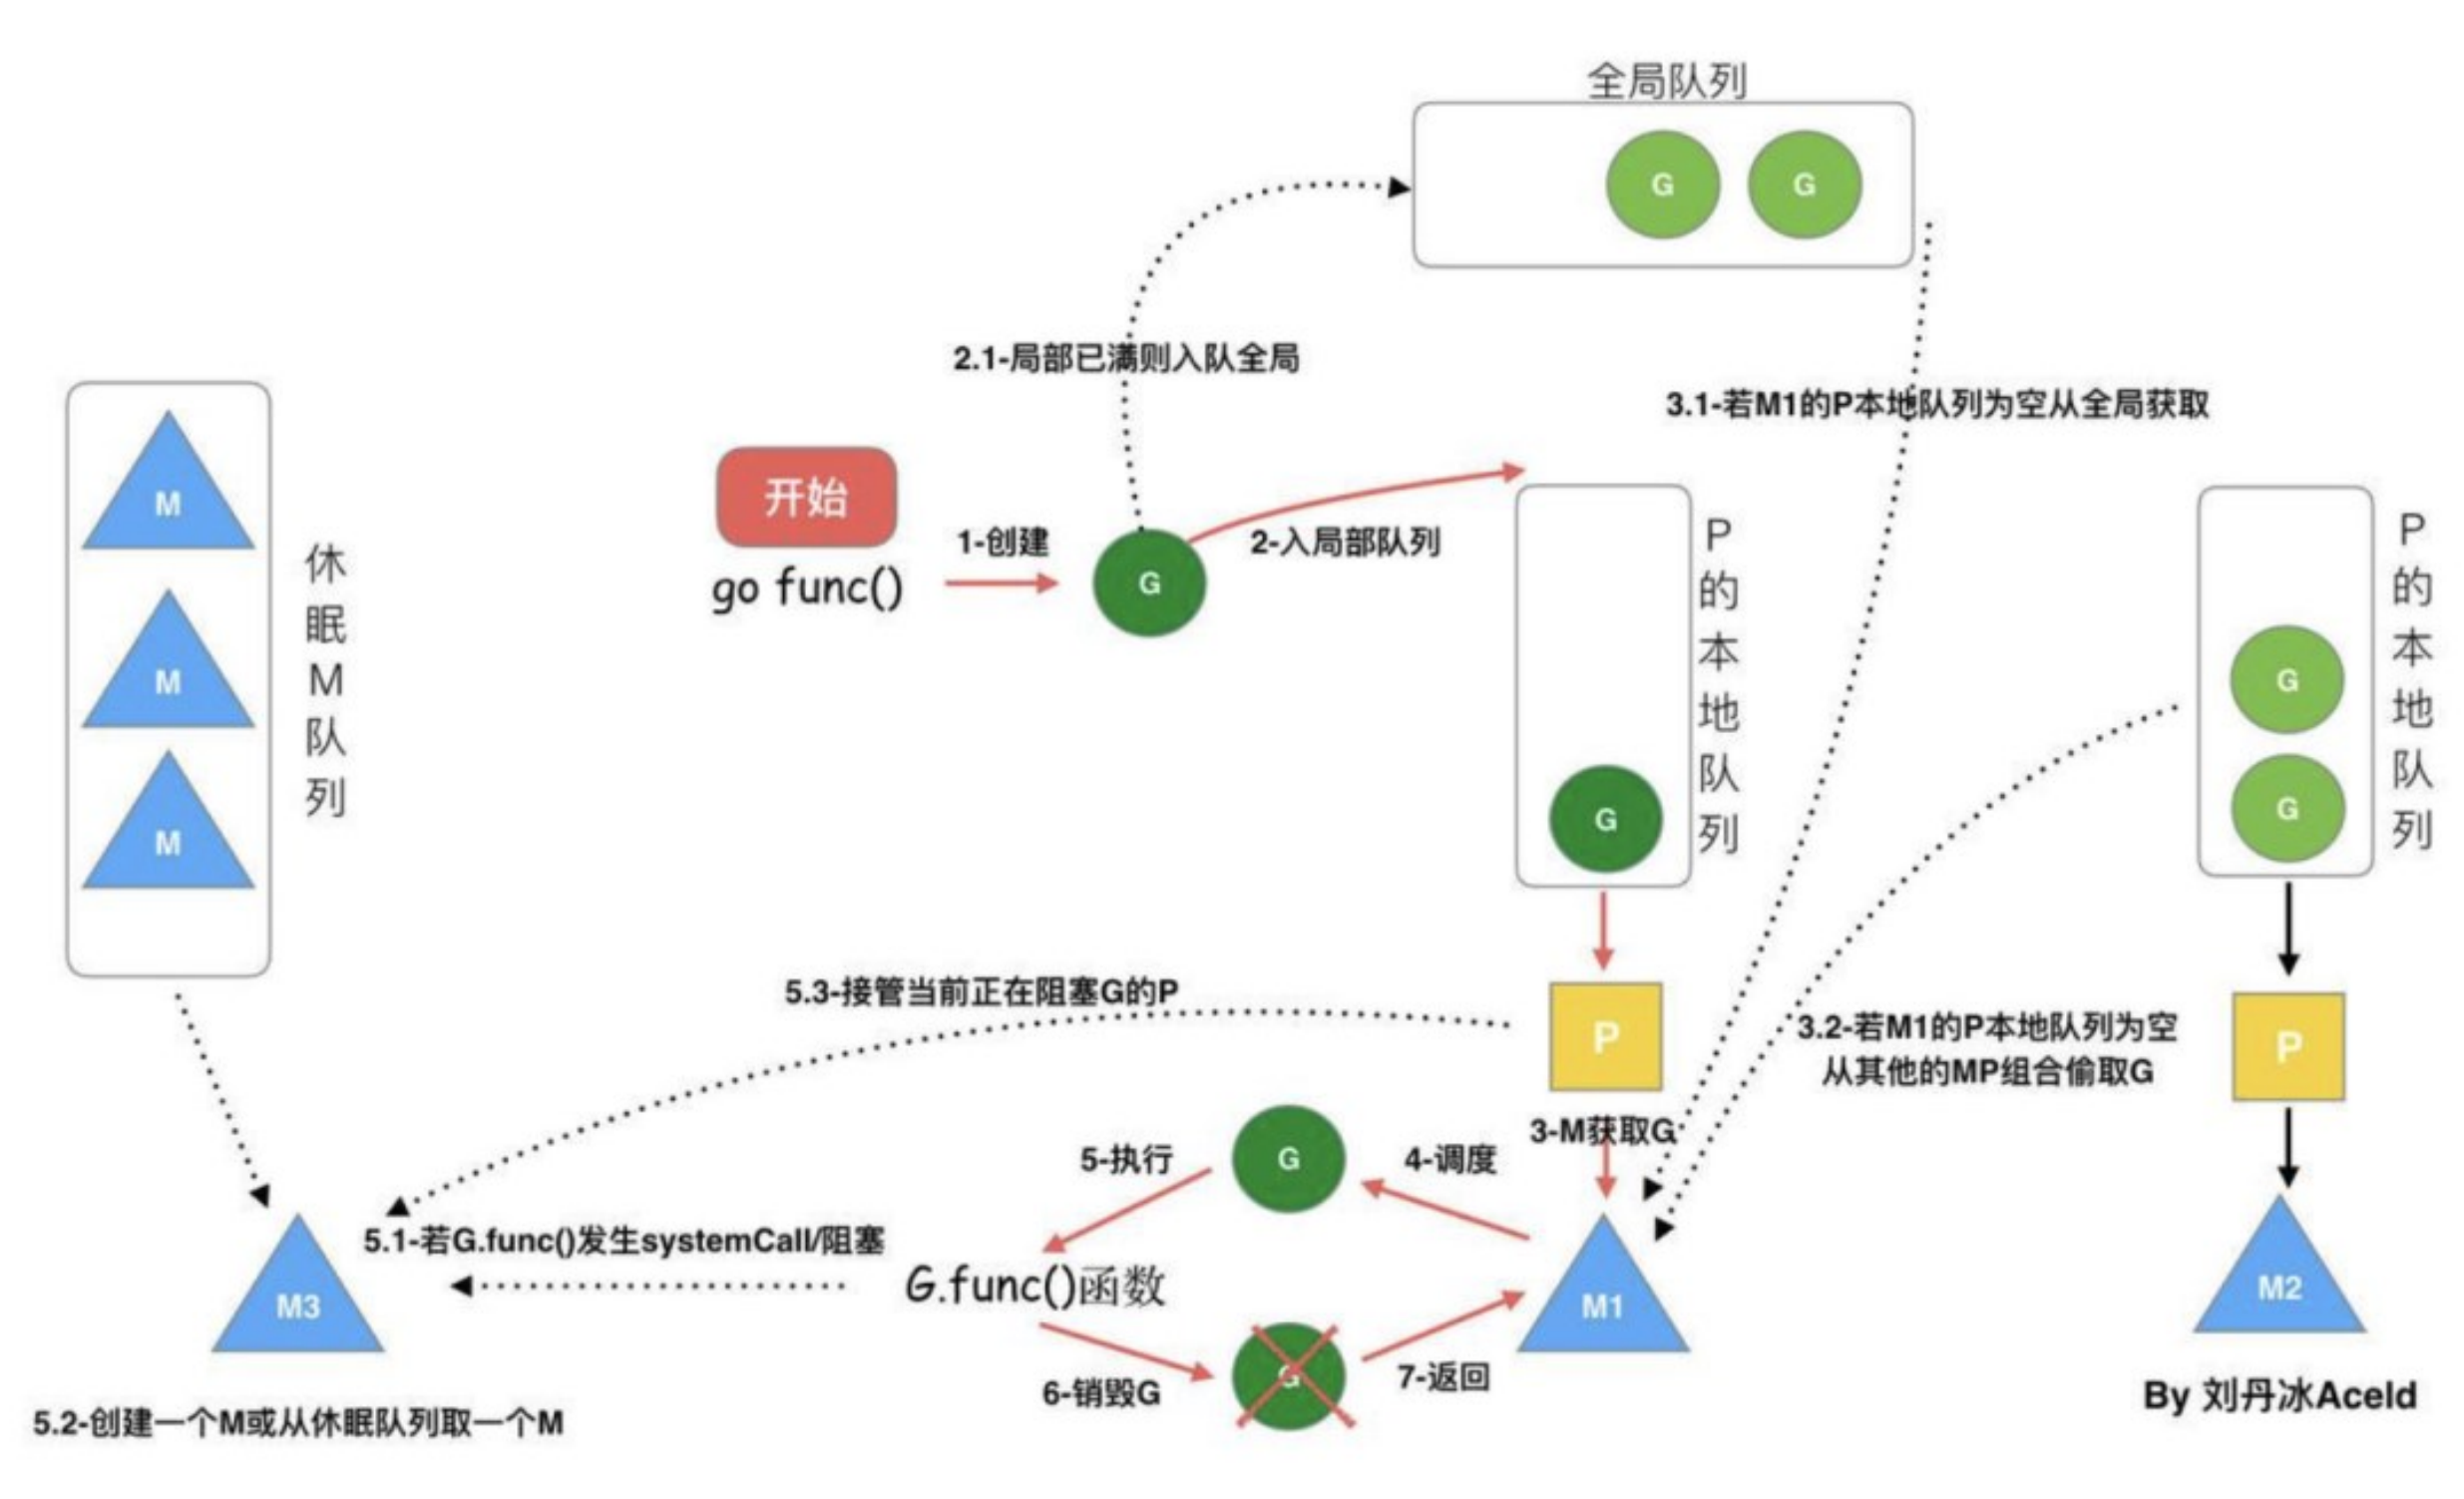 全局队列
G
G
2.1-局部已满则入队全局
3.1-若M1的P本地队列为空从全局获取
M
M
M
休眠M队列
开始
go func()
1-创建
G
2-入局部队列
P的本地队列
G
P的本地队列
G
G
5.3-接管当前正在阻塞G的P
P
3.2-若M1的P本地队列为空
从其他的MP组合偷取G
P
3-M获取G
5-执行
G
4-调度
5.1-若G.func()发生systemCall/阻塞
G.func()函数
M3
M1
M2
6-销毁G
G
7-返回
5.2-创建一个M或从休眠队列取一个M
By 刘丹冰Aceld